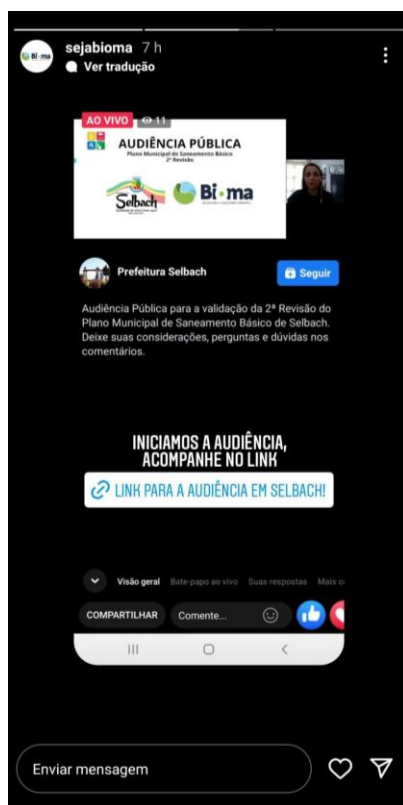 Bi•ma
sejabioma 7 h
Ver tradução
AO VIVO 11
AUDIÊNCIA PÚBLICA
Plano Municipal de Saneamento Básico
2ª Revisão
Selbach
Bi•ma
Prefeitura Selbach
Seguir
Audiência Pública para a validação da 2ª Revisão do
Plano Municipal de Saneamento Básico de Selbach.
Deixe suas considerações, perguntas e dúvidas nos
comentários.
INICIAMOS A AUDIÊNCIA,
ACOMPANHE NO LINK
LINK PARA A AUDIÊNCIA EM SELBACH!
Visão geral Bate-papo ao vivo Suas respostas Mais
COMPARTILHAR Comente...
Enviar mensagem